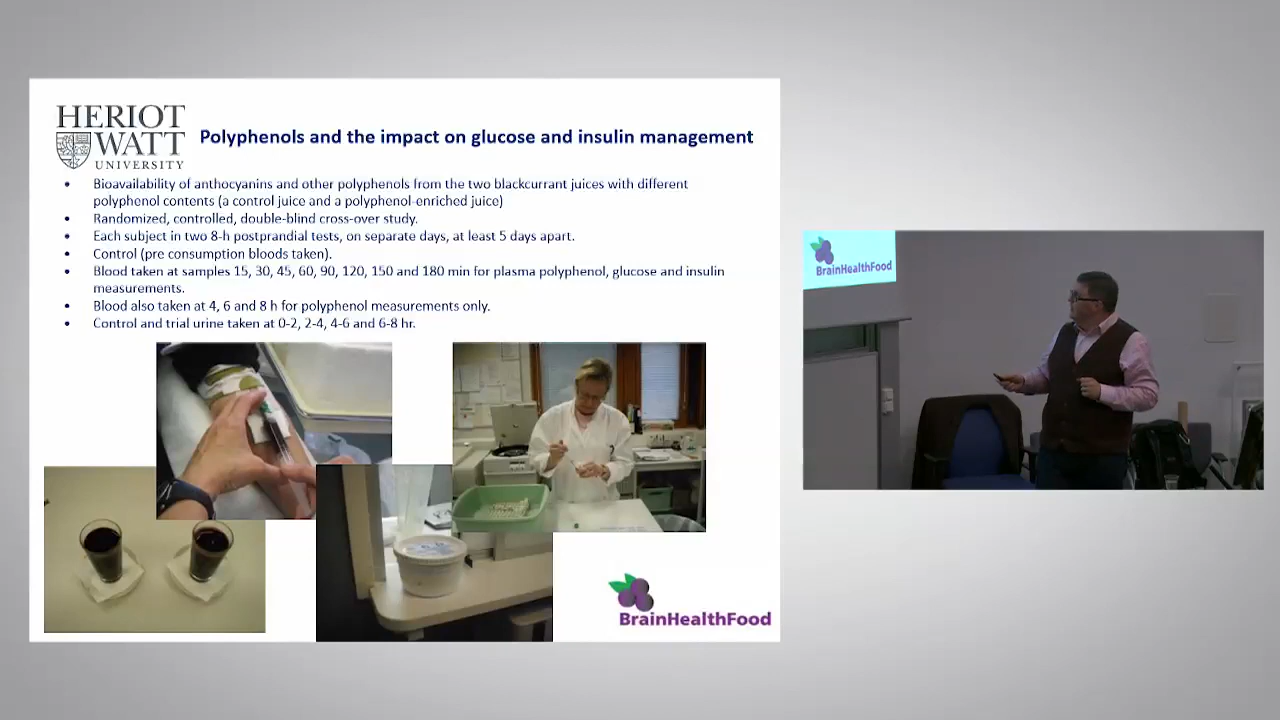 HERIOT
WATT
UNIVERSITY
Polyphenols and the impact on glucose and insulin management
• Bioavailability of anthocyanins and other polyphenols from the two blackcurrant juices with different
polyphenol contents (a control juice and a polyphenol-enriched juice)
• Randomized, controlled, double-blind cross-over study.
• Each subject in two 8-h postprandial tests, on separate days, at least 5 days apart.
• Control (pre consumption bloods taken).
• Blood taken at samples 15, 30, 45, 60, 90, 120, 150 and 180 min for plasma polyphenol, glucose and insulin
measurements.
• Blood also taken at 4, 6 and 8 h for polyphenol measurements only.
• Control and trial urine taken at 0-2, 2-4, 4-6 and 6-8 hr.
BrainHealthFood
BrainHealthFood